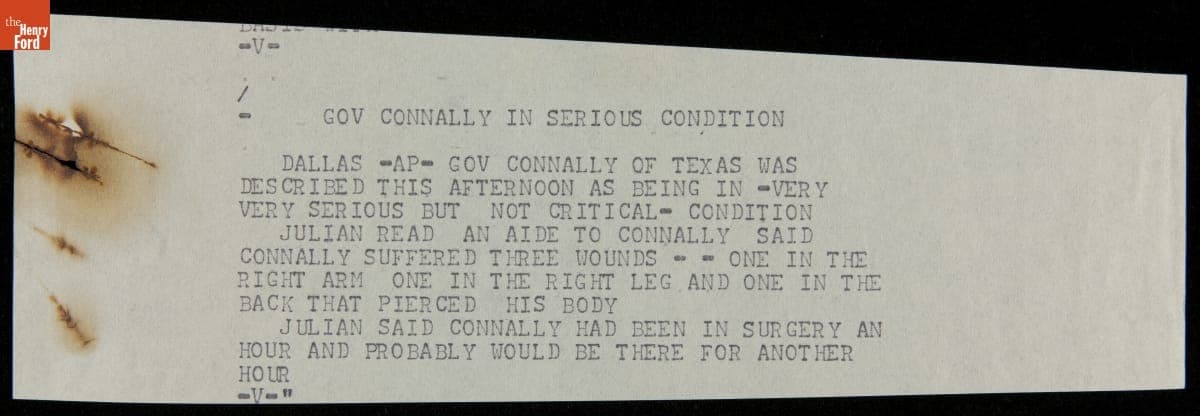 the
Henry
Ford
-V-
/
- GOV CONNALLY IN SERIOUS CONDITION
DALLAS -AP- GOV CONNALLY OF TEXAS WAS
DESCRIBED THIS AFTERNOON AS BEING IN -VERY
VERY SERIOUS BUT NOT CRITICAL- CONDITION
JULIAN READ AN AIDE TO CONNALLY SAID
CONNALLY SUFFERED THREE WOUNDS - - ONE IN THE
RIGHT ARM ONE IN THE RIGHT LEG AND ONE IN THE
BACK THAT PIERCED HIS BODY
JULIAN SAID CONNALLY HAD BEEN IN SURGERY AN
HOUR AND PROBABLY WOULD BE THERE FOR ANOTHER
HOUR
-V-"